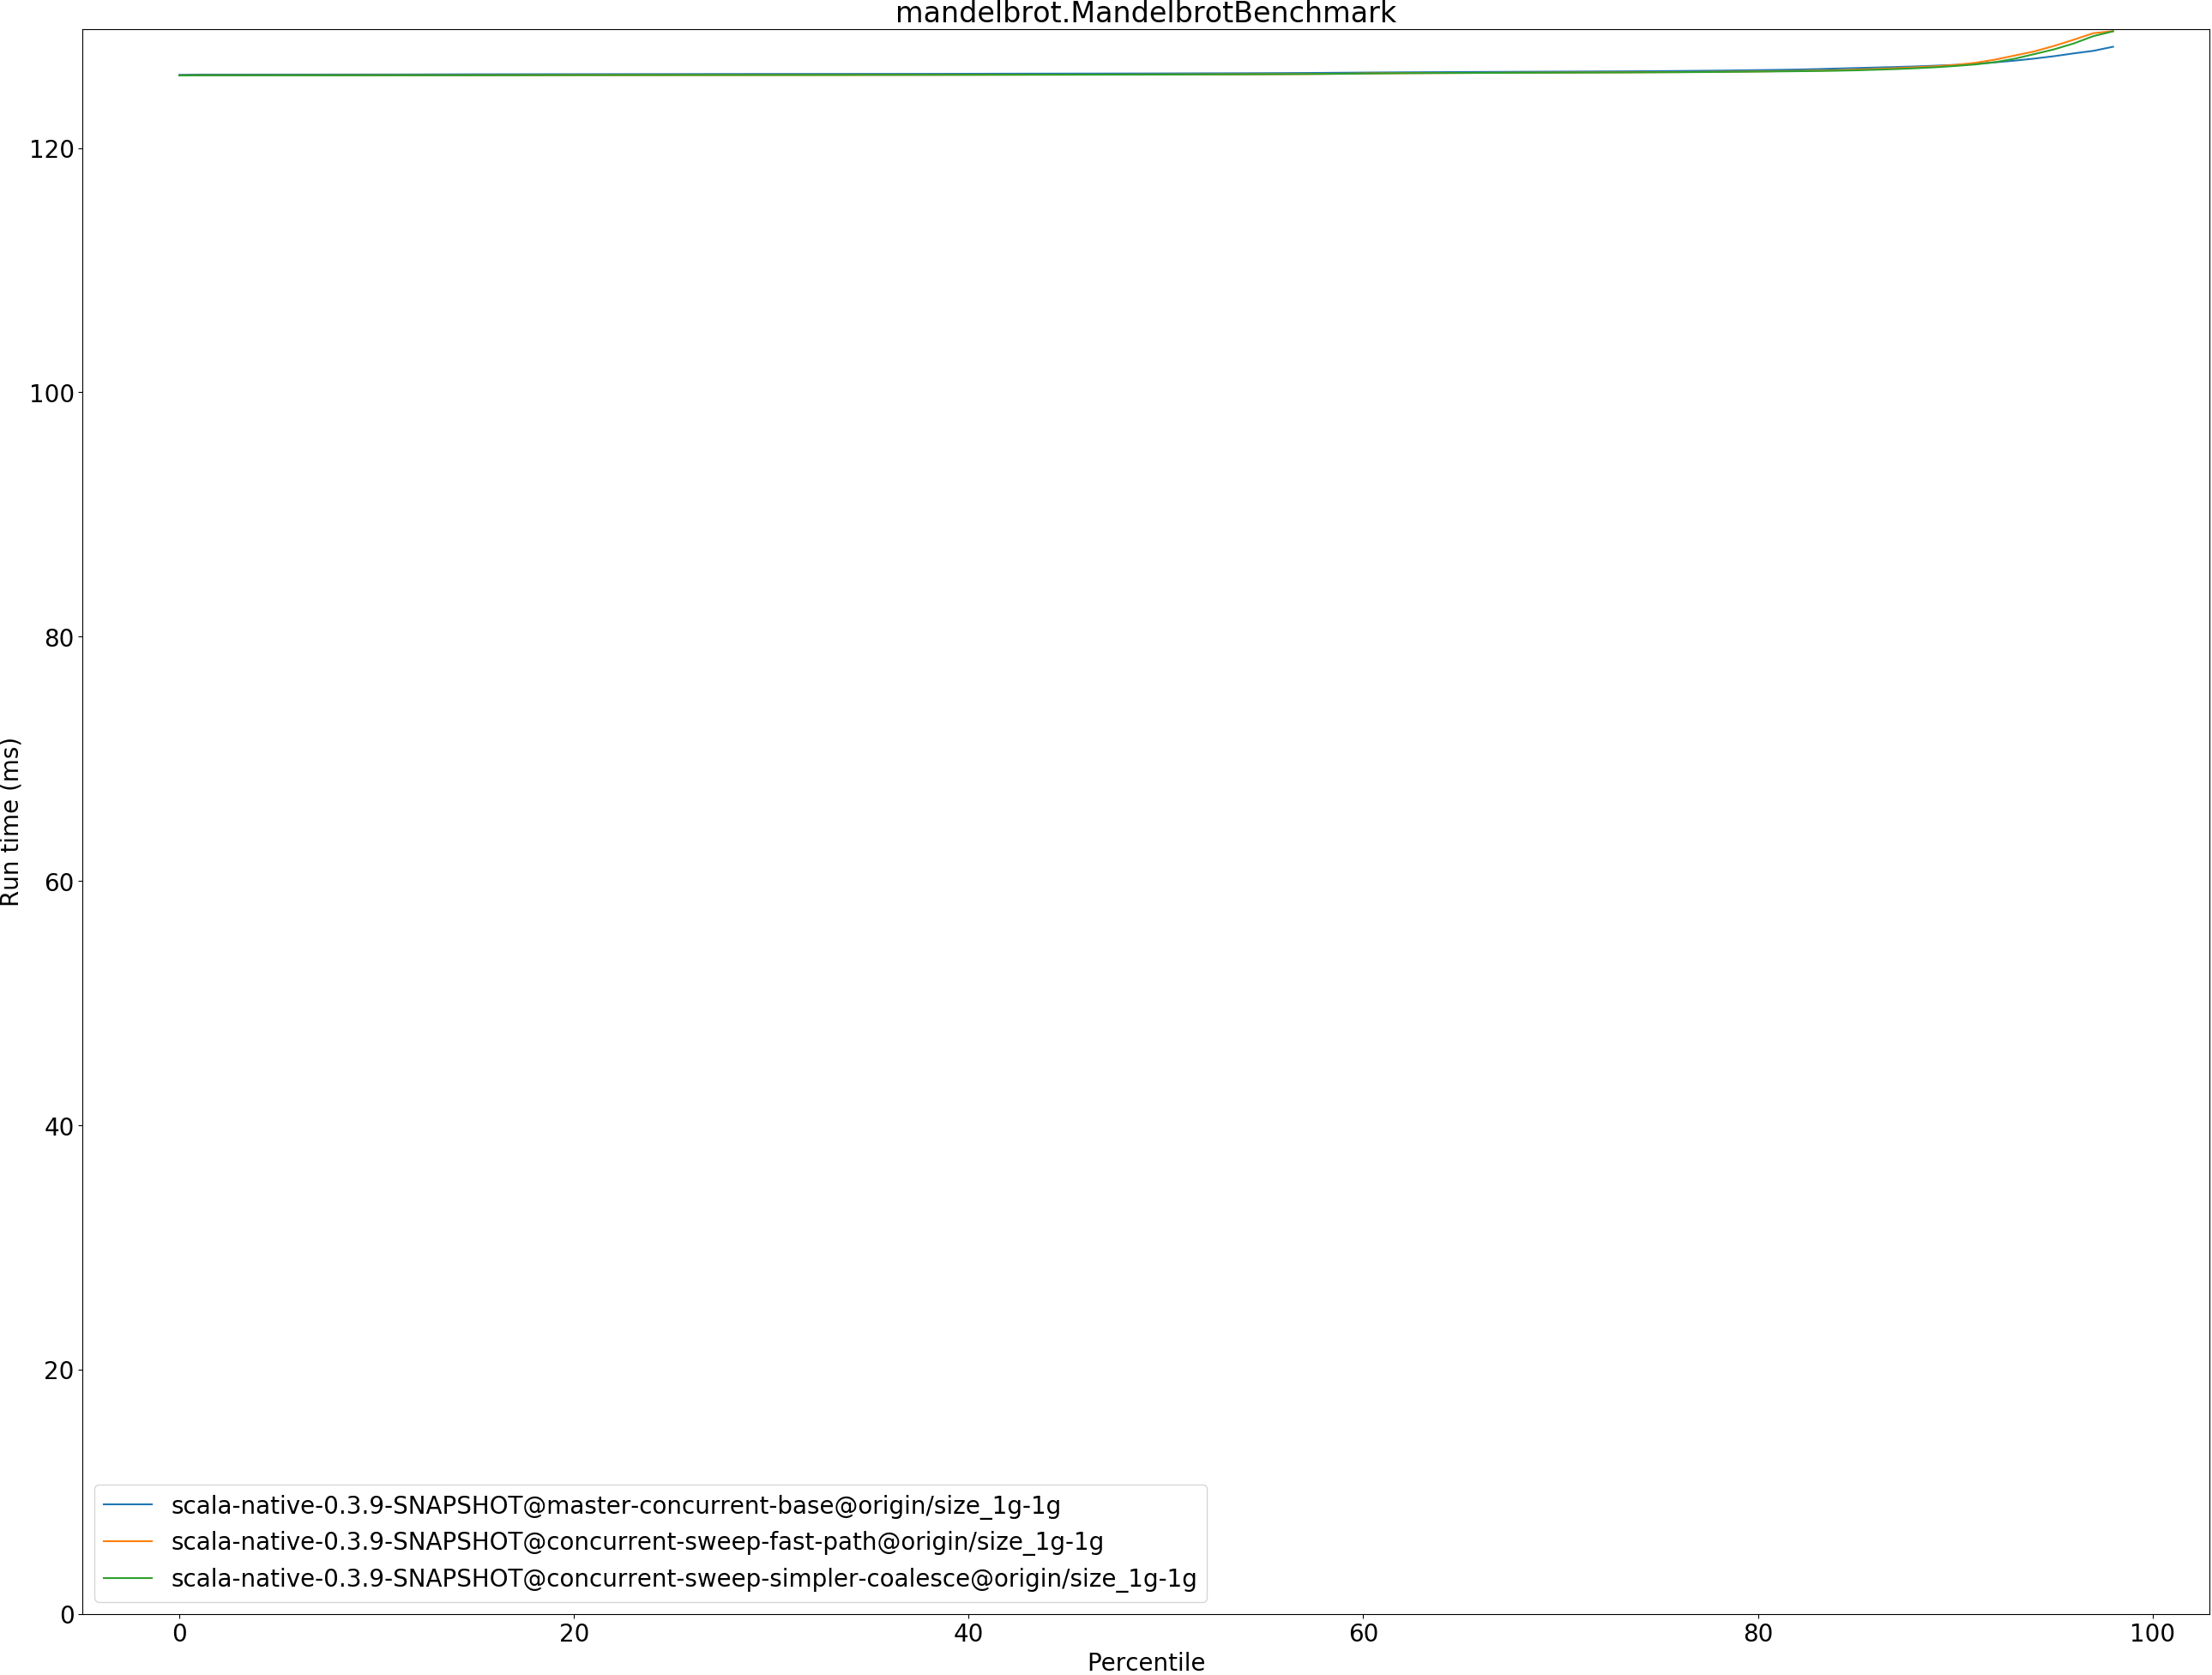 mandelbrot.MandelbrotBenchmark
120
100
80
60
40
20
0
Run time (ms)
scala-native-0.3.9-SNAPSHOT@master-concurrent-base@origin/size_1g-1g
scala-native-0.3.9-SNAPSHOT@concurrent-sweep-fast-path@origin/size_1g-1g
scala-native-0.3.9-SNAPSHOT@concurrent-sweep-simpler-coalesce@origin/size_1g-1g
0 20 40 60 80 100
Percentile